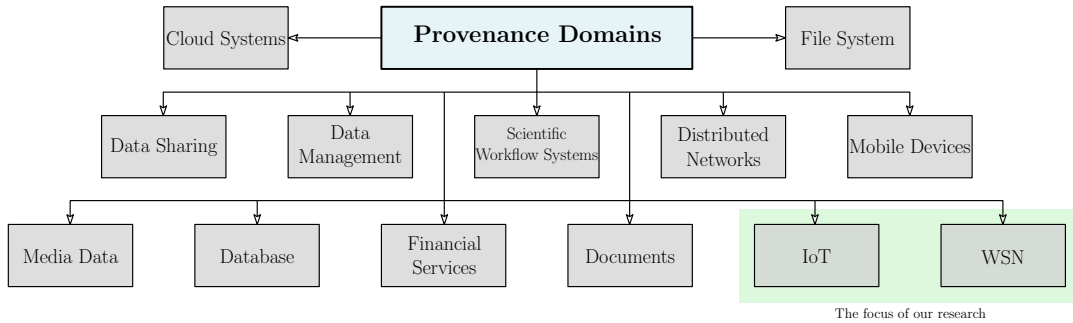 Cloud Systems
Provenance Domains
File System
Data Sharing
Data
Management
Scientific
Workflow Systems
Distributed
Networks
Mobile Devices
Media Data
Database
Financial
Services
Documents
IoT
WSN
The focus of our research